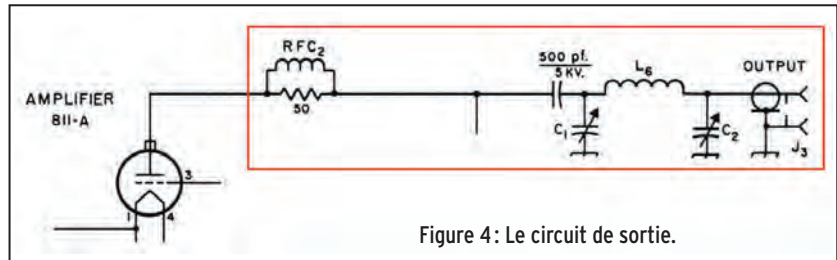 RFC2
50
500 pf.
5 KV.
L6
OUTPUT
AMPLIFIER
811-A
C1
C2
J3
3
1
4
Figure 4: Le circuit de sortie.